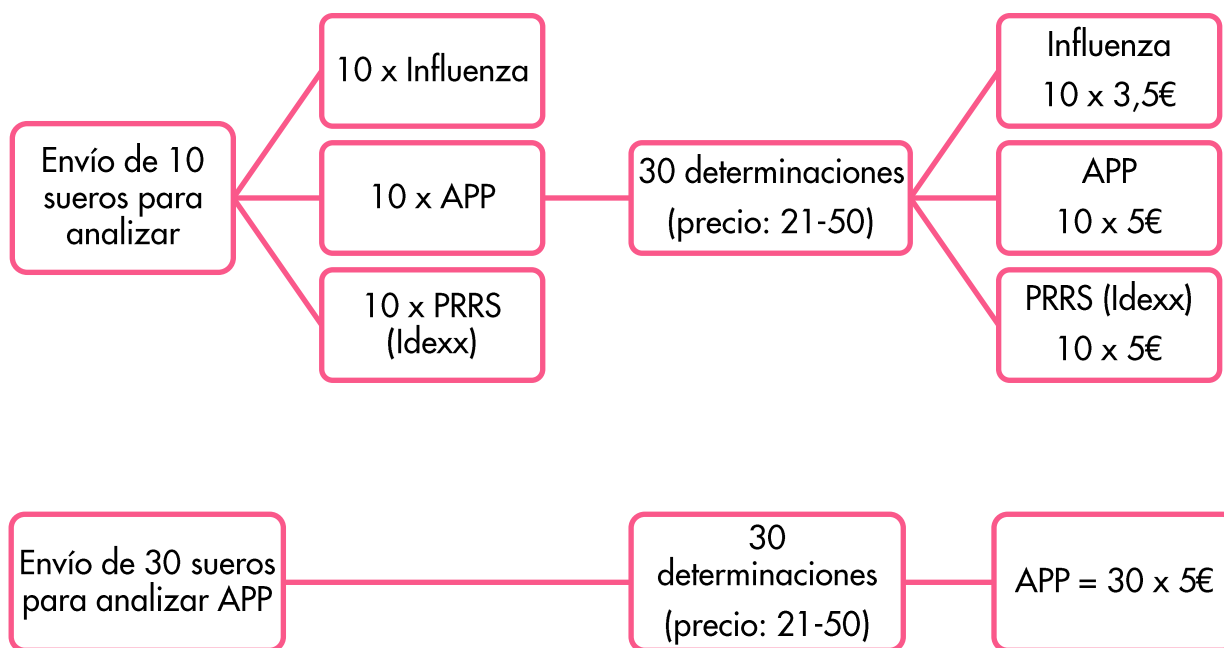 Envío de 10
sueros para
analizar
10 x Influenza
10 x APP
10 x PRRS
(Idexx)
30 determinaciones
(precio: 21-50)
Influenza
10 x 3,5€
APP
10 x 5€
PRRS (Idexx)
10 x 5€
Envío de 30 sueros
para analizar APP
30
determinaciones
(precio: 21-50)
APP = 30 x 5€